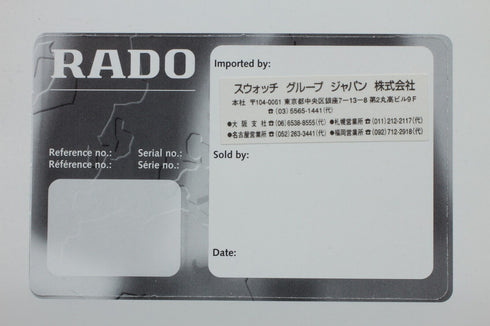 RADO
Reference no.: Serial no.:
Référence no.: Série no.:
Imported by:
スウォッチ グループ ジャパン 株式会社
本社 〒104-0061 東京都中央区銀座7-13-8 第2丸高ビル9F
☎(03) 5565-1441(代)
●大阪支社☎(06)6538-8555(代) ●札幌営業所☎(011)212-2117(代)
●名古屋営業所☎(052)263-3441(代) ●福岡営業所☎(092)712-2918(代)
Sold by:
Date: